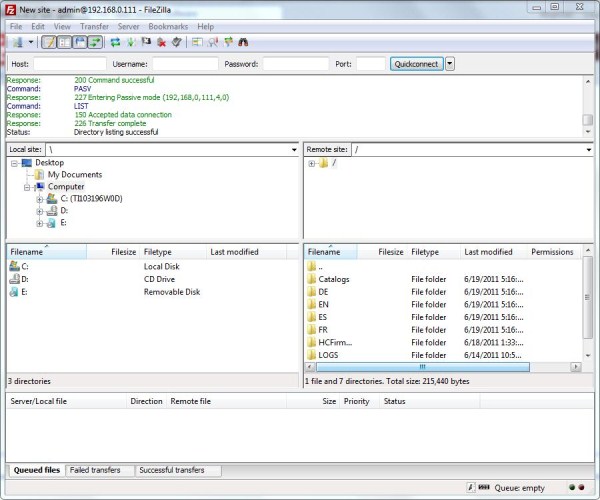 New site - admin@192.168.0.111 - FileZilla
File Edit View Transfer Server Bookmarks Help
Host: Username: Password: Port: Quickconnect
Response: 200 Command successful
Command: PASV
Response: 227 Entering Passive mode (192,168,0,111,4,0)
Command: LIST
Response: 150 Accepted data connection
Response: 226 Transfer complete
Status: Directory listing successful
Local site: \
Desktop
My Documents
Computer
C: (TI103196W0D)
D:
E:
Remote site: /
/
Filename Filesize Filetype Last modified
C: Local Disk
D: CD Drive
E: Removable Disk
3 directories
Filename Filesize Filetype Last modified Permissions
..
Catalogs File folder 6/19/2011 5:16:...
DE File folder 6/19/2011 5:16:...
EN File folder 6/19/2011 5:16:...
ES File folder 6/19/2011 5:16:...
FR File folder 6/19/2011 5:16:...
HCFirm... File folder 6/18/2011 1:33:...
LOGS File folder 6/14/2011 10:5...
1 file and 7 directories. Total size: 215,440 bytes
Server/Local file Direction Remote file Size Priority Status
Queued files Failed transfers Successful transfers
Queue: empty